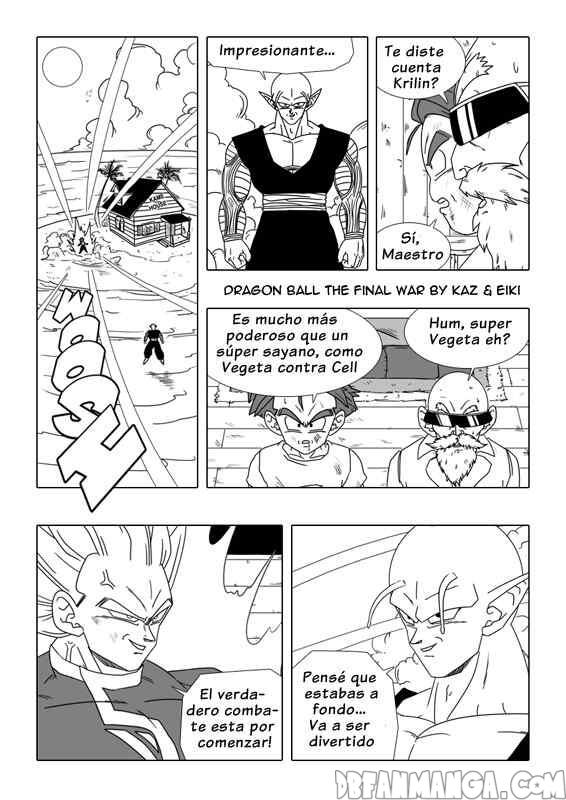 KAME
HOUSE
WOOSH
Impresionante...
Te diste
cuenta
Krilin?
Sí,
Maestro
DRAGON BALL THE FINAL WAR BY KAZ & EIKI
Es mucho más
poderoso que un
súper sayano, como
Vegeta contra Cell
Hum, super
Vegeta eh?
El verda-
dero comba-
te esta por
comenzar!
Pensé que
estabas a
fondo...
Va a ser
divertido
DBFANMANGA.COM